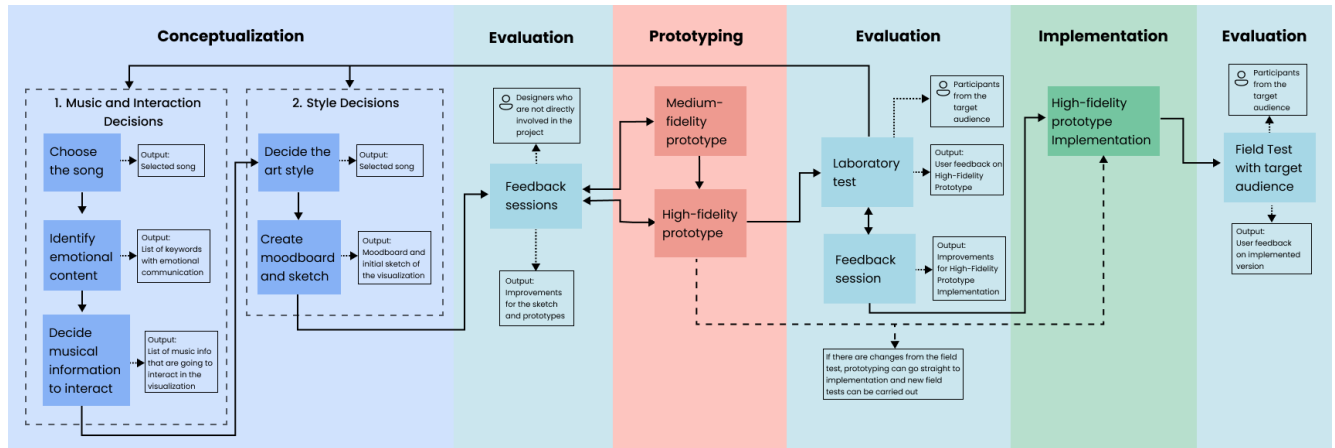 Conceptualization
Evaluation
Prototyping
Evaluation
Implementation
Evaluation
1. Music and Interaction
Decisions
Choose
the song
Output:
Selected song
Identify
emotional
content
Output:
List of keywords
with emotional
communication
Decide
musical
information
to interact
Output:
List of music info
that are going to
interact in the
visualization
2. Style Decisions
Decide the
art style
Output:
Selected song
Create
moodboard
and sketch
Output:
Moodboard and
initial sketch of
the visualization
Designers who
are not directly
involved in the
project
Feedback
sessions
Output:
Improvements
for the sketch
and prototypes
Medium-
fidelity
prototype
High-fidelity
prototype
Participants
from the
target
audience
Laboratory
test
Output:
User feedback on
High-Fidelity
Prototype
Feedback
session
Output:
Improvements
for High-Fidelity
Prototype
Implementation
If there are changes from the field
test, prototyping can go straight to
implementation and new field
tests can be carried out
High-fidelity
prototype
Implementation
Participants
from the
target
audience
Field Test
with target
audience
Output:
User feedback
on implemented
version